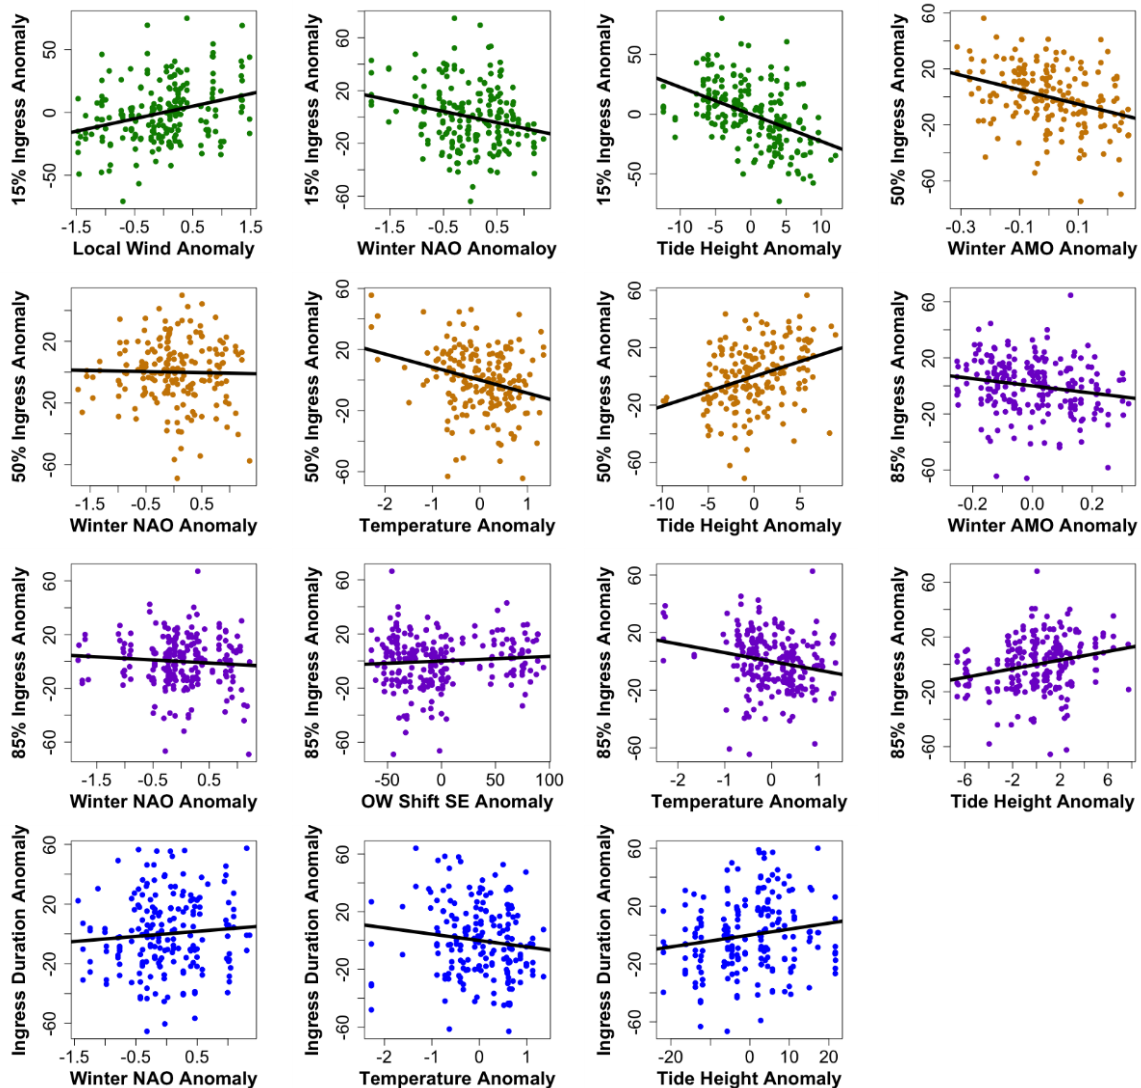 15% Ingress Anomaly
50
0
-50
-1.5 -0.5 0.5 1.5
Local Wind Anomaly
15% Ingress Anomaly
60
20
-20
-60
-1.5 -0.5 0.5
Winter NAO Anomaloy
15% Ingress Anomaly
50
0
-50
-10 -5 0 5 10
Tide Height Anomaly
50% Ingress Anomaly
60
20
-20
-60
-0.3 -0.1 0.1
Winter AMO Anomaly
50% Ingress Anomaly
20
-20
-60
-1.5 -0.5 0.5
Winter NAO Anomaly
50% Ingress Anomaly
60
20
-20
-60
-2 -1 0 1
Temperature Anomaly
50% Ingress Anomaly
60
20
-20
-60
-10 -5 0 5
Tide Height Anomaly
85% Ingress Anomaly
60
20
-20
-60
-0.2 0.0 0.2
Winter AMO Anomaly
85% Ingress Anomaly
60
20
-20
-60
-1.5 -0.5 0.5
Winter NAO Anomaly
85% Ingress Anomaly
60
20
-20
-60
-50 0 50 100
OW Shift SE Anomaly
85% Ingress Anomaly
60
20
-20
-60
-2 -1 0 1
Temperature Anomaly
85% Ingress Anomaly
60
20
-20
-60
-6 -2 2 6
Tide Height Anomaly
Ingress Duration Anomaly
60
20
-20
-60
-1.5 -0.5 0.5
Winter NAO Anomaly
Ingress Duration Anomaly
60
20
-20
-60
-2 -1 0 1
Temperature Anomaly
Ingress Duration Anomaly
60
20
-20
-60
-20 -10 0 10 20
Tide Height Anomaly